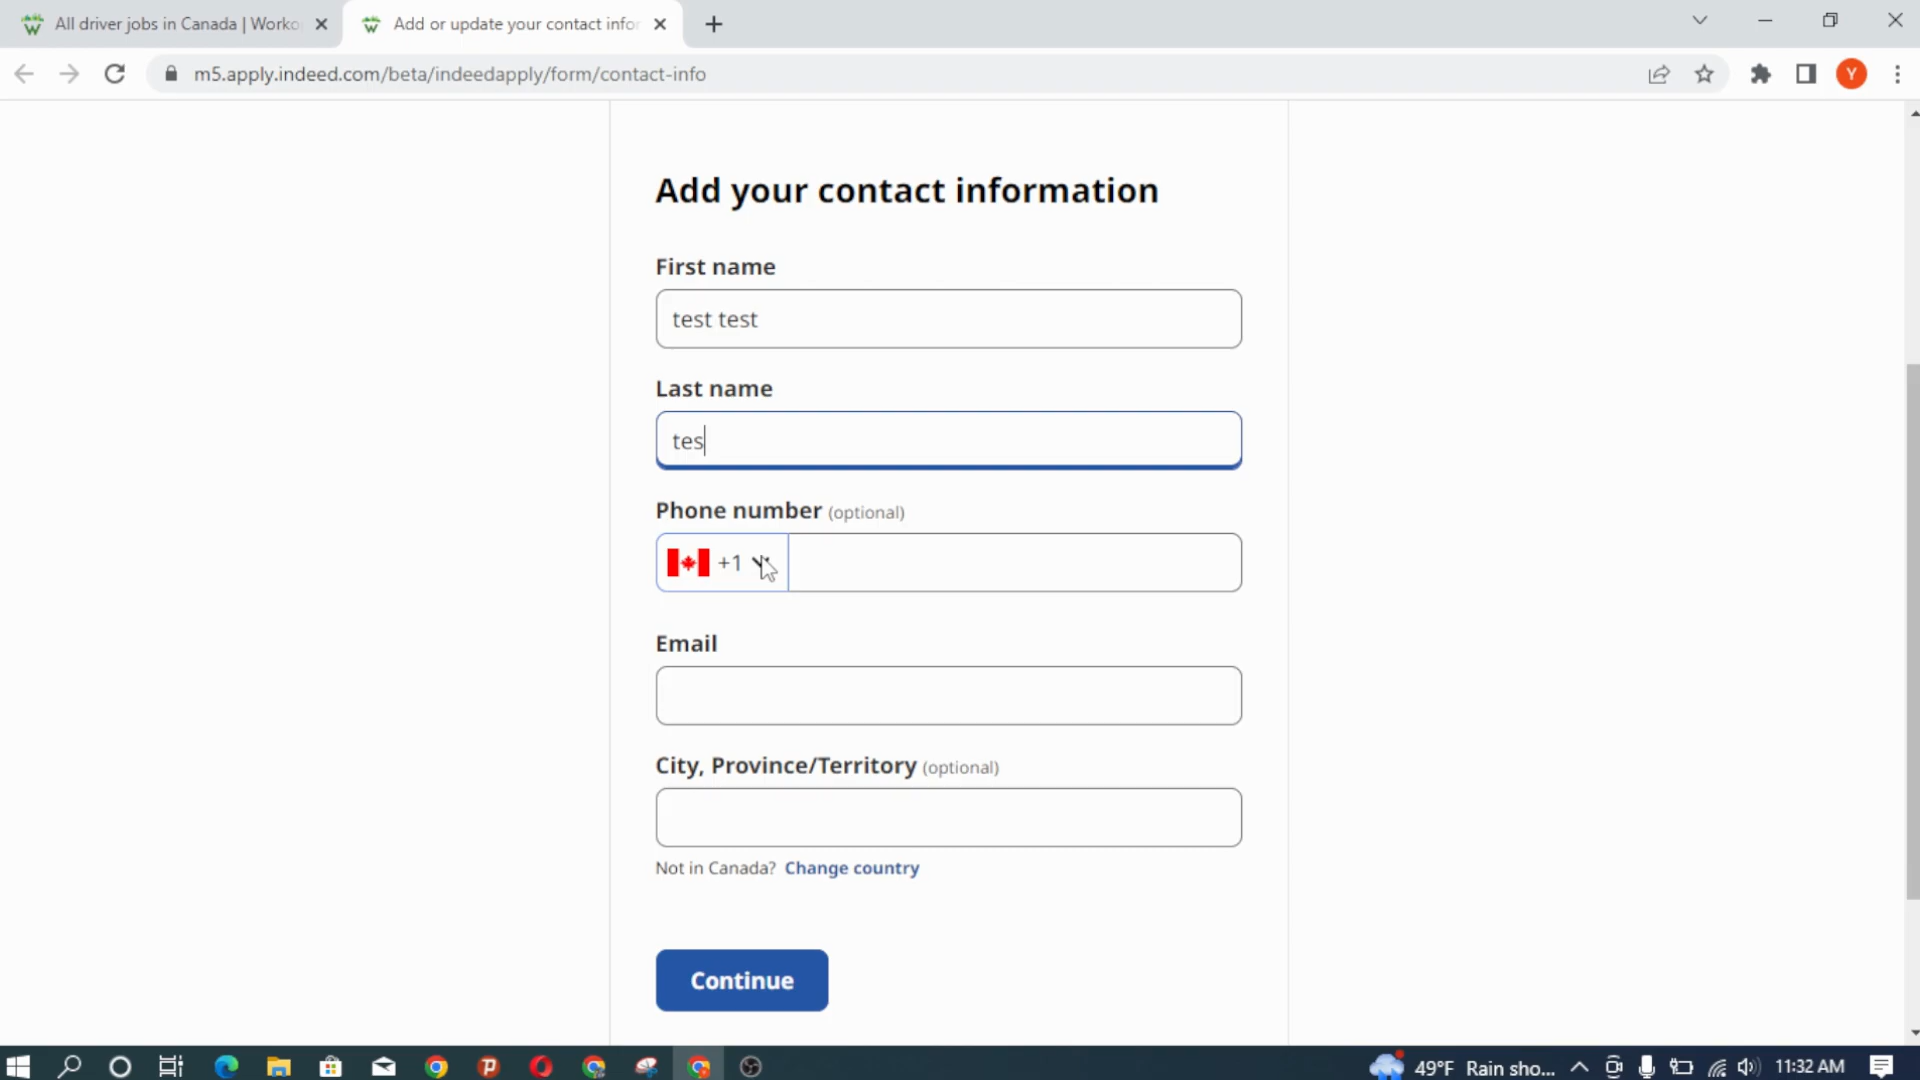 All driver jobs in Canada | Worko
Add or update your contact infor
m5.apply.indeed.com/beta/indeedapply/form/contact-info
Y
Add your contact information
First name
test test
Last name
tes
Phone number (optional)
+1
Email
City, Province/Territory (optional)
Not in Canada? Change country
Continue
49°F Rain sho...
11:32 AM